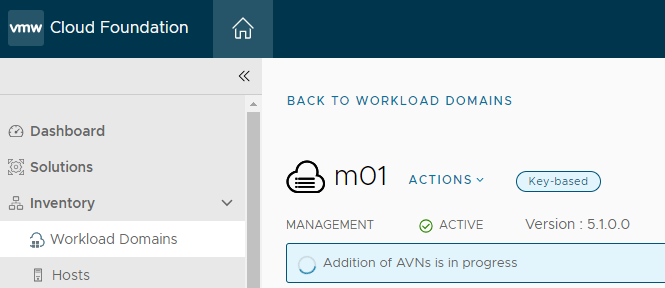 vmw Cloud Foundation
BACK TO WORKLOAD DOMAINS
Dashboard
Solutions
Inventory
Workload Domains
Hosts
m01 ACTIONS Key-based
MANAGEMENT ACTIVE Version : 5.1.0.0
Addition of AVNs is in progress